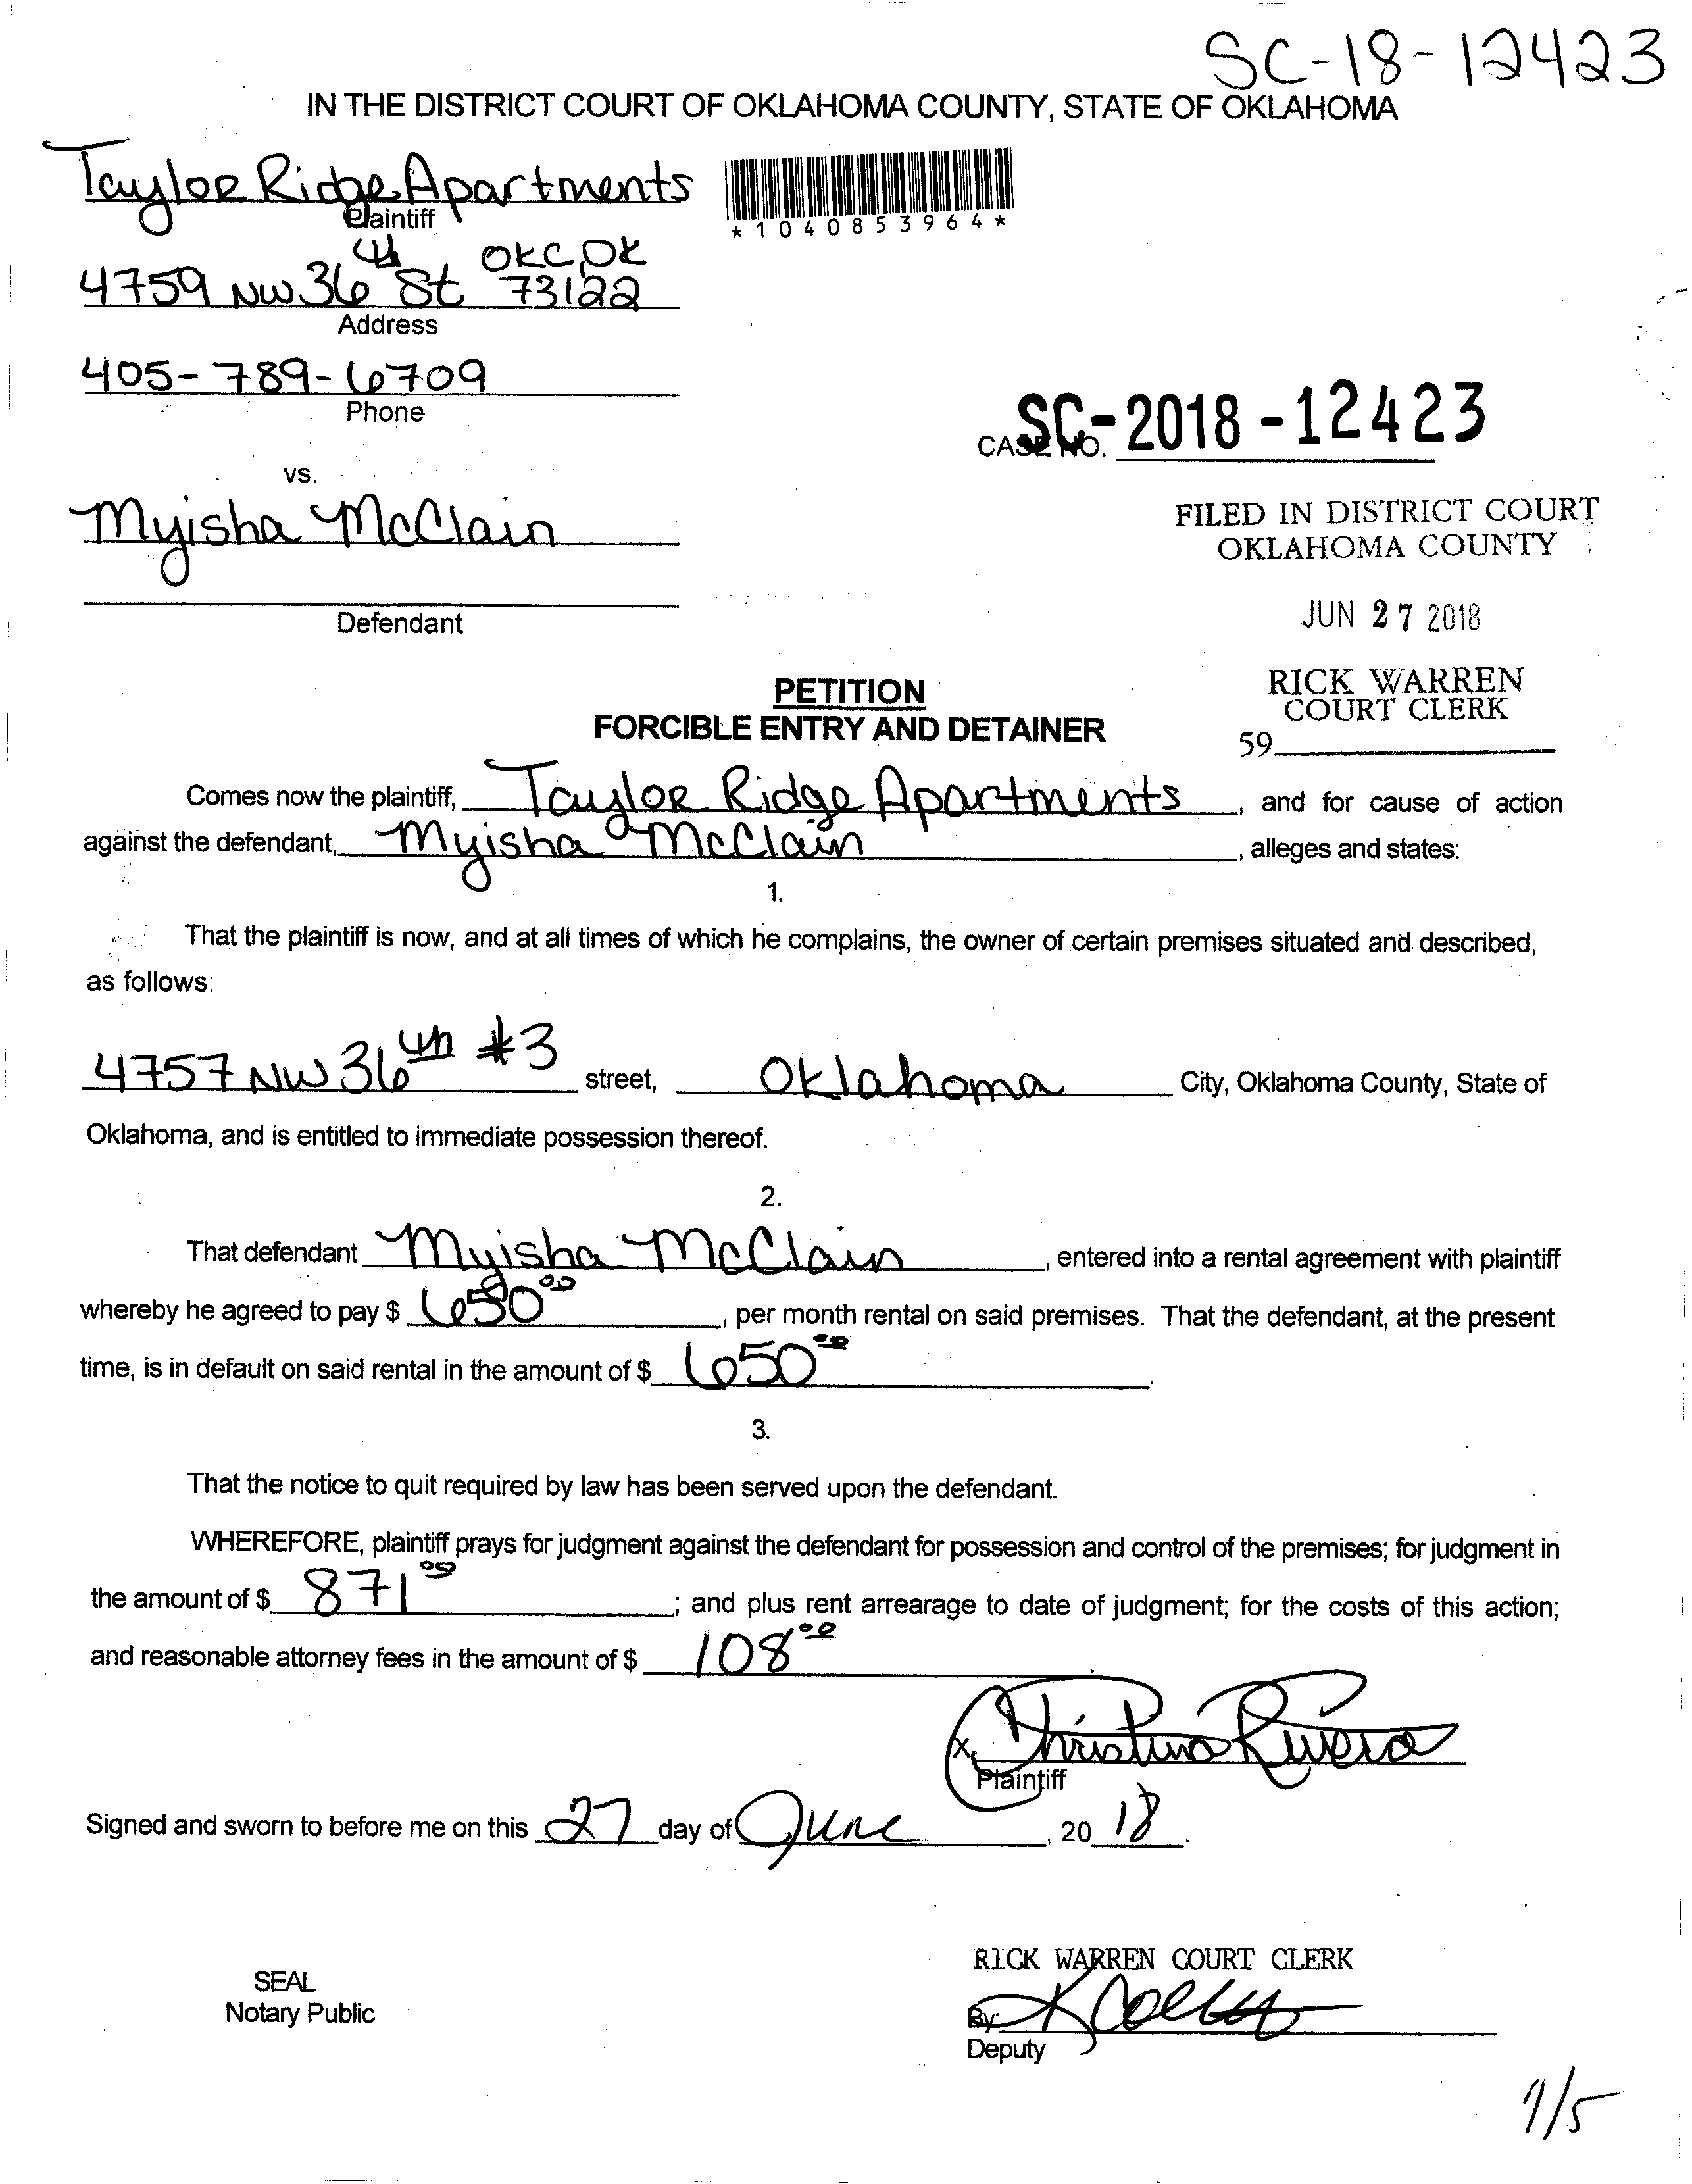 SC-18-12423
IN THE DISTRICT COURT OF OKLAHOMA COUNTY, STATE OF OKLAHOMA
Taylor Ridge Apartments
Plaintiff
*1040853964*
4759 NW 36th St OKC, OK 73122
Address
405-789-6709
Phone
CASE NO. SC-2018-12423
vs.
Myisha McClain
FILED IN DISTRICT COURT
OKLAHOMA COUNTY
Defendant
JUN 27 2018
PETITION
FORCIBLE ENTRY AND DETAINER
RICK WARREN
COURT CLERK
59
Comes now the plaintiff, Taylor Ridge Apartments, and for cause of action
against the defendant, Myisha McClain, alleges and states:
1.
That the plaintiff is now, and at all times of which he complains, the owner of certain premises situated and described,
as follows:
4757 NW 36th #3 street, Oklahoma City, Oklahoma County, State of
Oklahoma, and is entitled to immediate possession thereof.
2.
That defendant Myisha McClain, entered into a rental agreement with plaintiff
whereby he agreed to pay $ 650.00, per month rental on said premises. That the defendant, at the present
time, is in default on said rental in the amount of $ 650.00.
3.
That the notice to quit required by law has been served upon the defendant.
WHEREFORE, plaintiff prays for judgment against the defendant for possession and control of the premises; for judgment in
the amount of $ 871.00; and plus rent arrearage to date of judgment; for the costs of this action;
and reasonable attorney fees in the amount of $ 108.00.
x Christina Rivera
Plaintiff
Signed and sworn to before me on this 27 day of June, 20 18.
RICK WARREN COURT CLERK
SEAL
Notary Public
By
Deputy
7/5